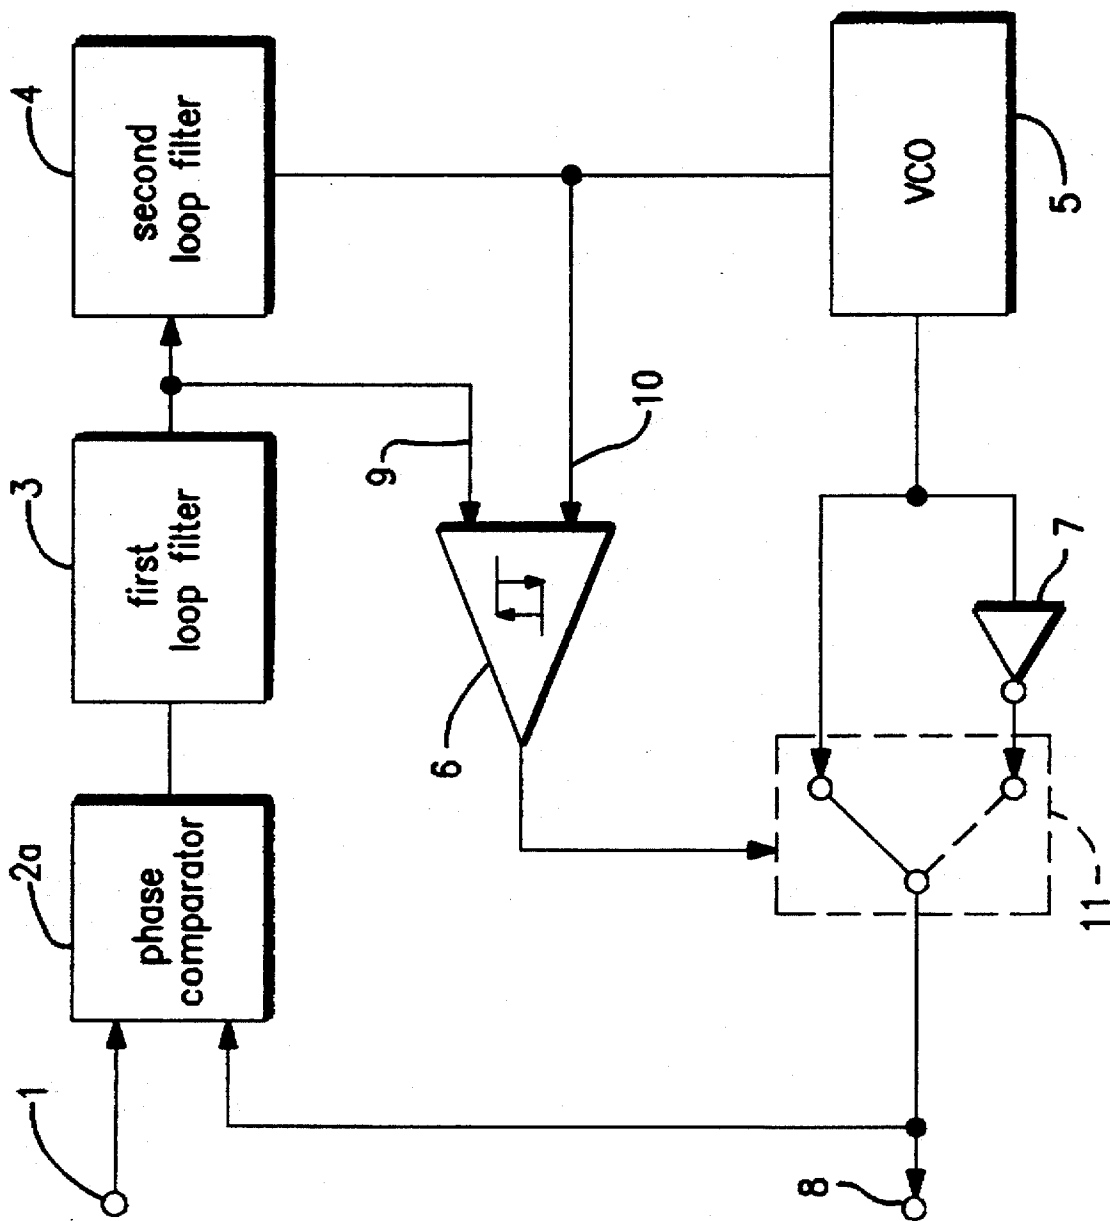 1
2a
phase
comparator
3
first
loop filter
4
second
loop filter
9
10
6
VCO
5
7
11
8